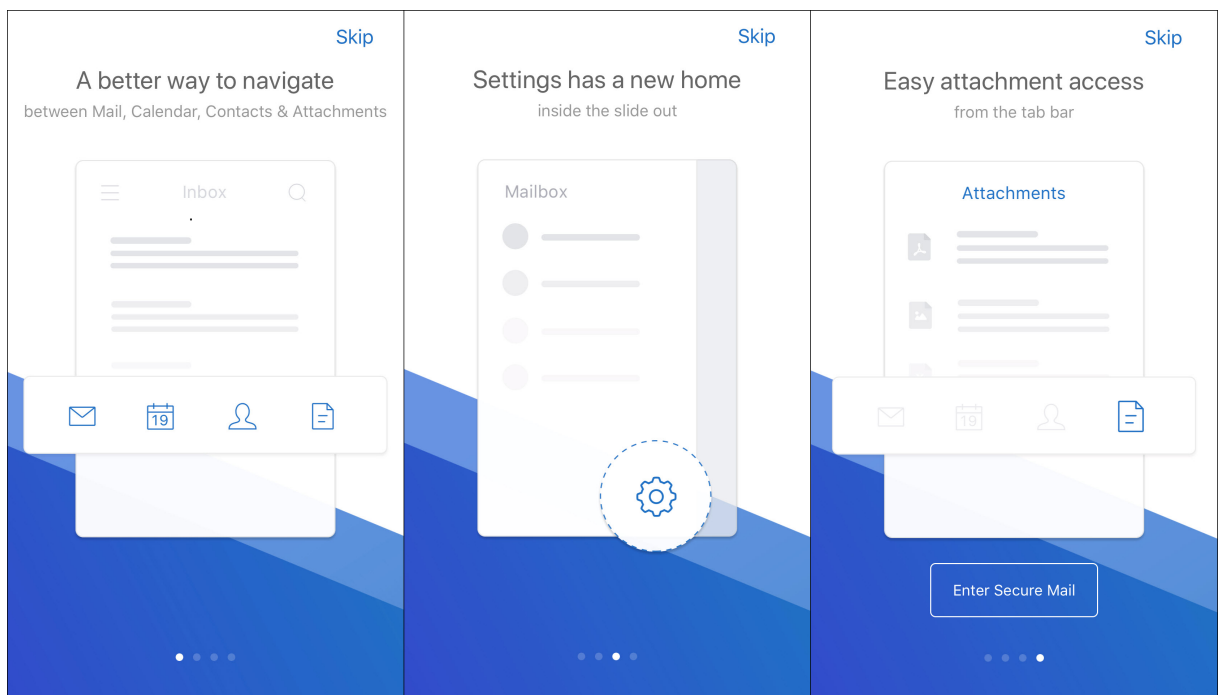 Skip
A better way to navigate
between Mail, Calendar, Contacts & Attachments
Inbox
19
Skip
Settings has a new home
inside the slide out
Mailbox
Skip
Easy attachment access
from the tab bar
Attachments
19
Enter Secure Mail